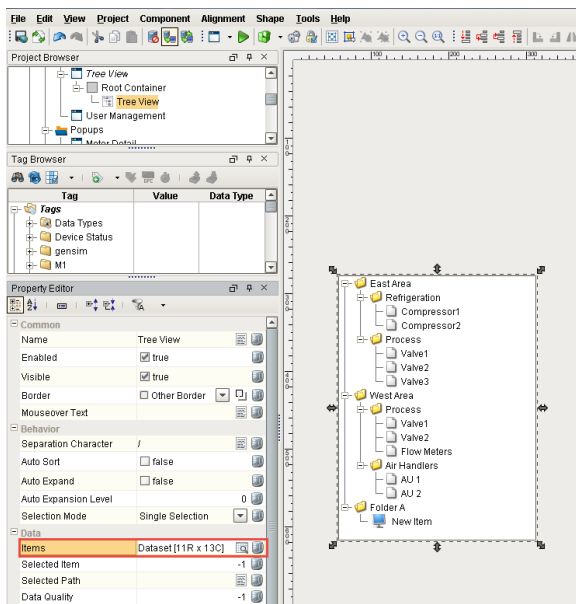 File Edit View Project Component Alignment Shape Tools Help
Project Browser
Tree View
Root Container
Tree View
User Management
Popups
Motor Detail
Tag Browser
Tag Value Data Type
Tags
Data Types
Device Status
gensim
M1
Property Editor
Common
Name Tree View
Enabled true
Visible true
Border Other Border
Mouseover Text
Behavior
Separation Character /
Auto Sort false
Auto Expand false
Auto Expansion Level 0
Selection Mode Single Selection
Data
Items Dataset [11R x 13C]
Selected Item -1
Selected Path
Data Quality -1
100 200 300
East Area
Refrigeration
Compressor1
Compressor2
Process
Valve1
Valve2
Valve3
West Area
Process
Valve1
Valve2
Flow Meters
Air Handlers
AU 1
AU 2
Folder A
New Item